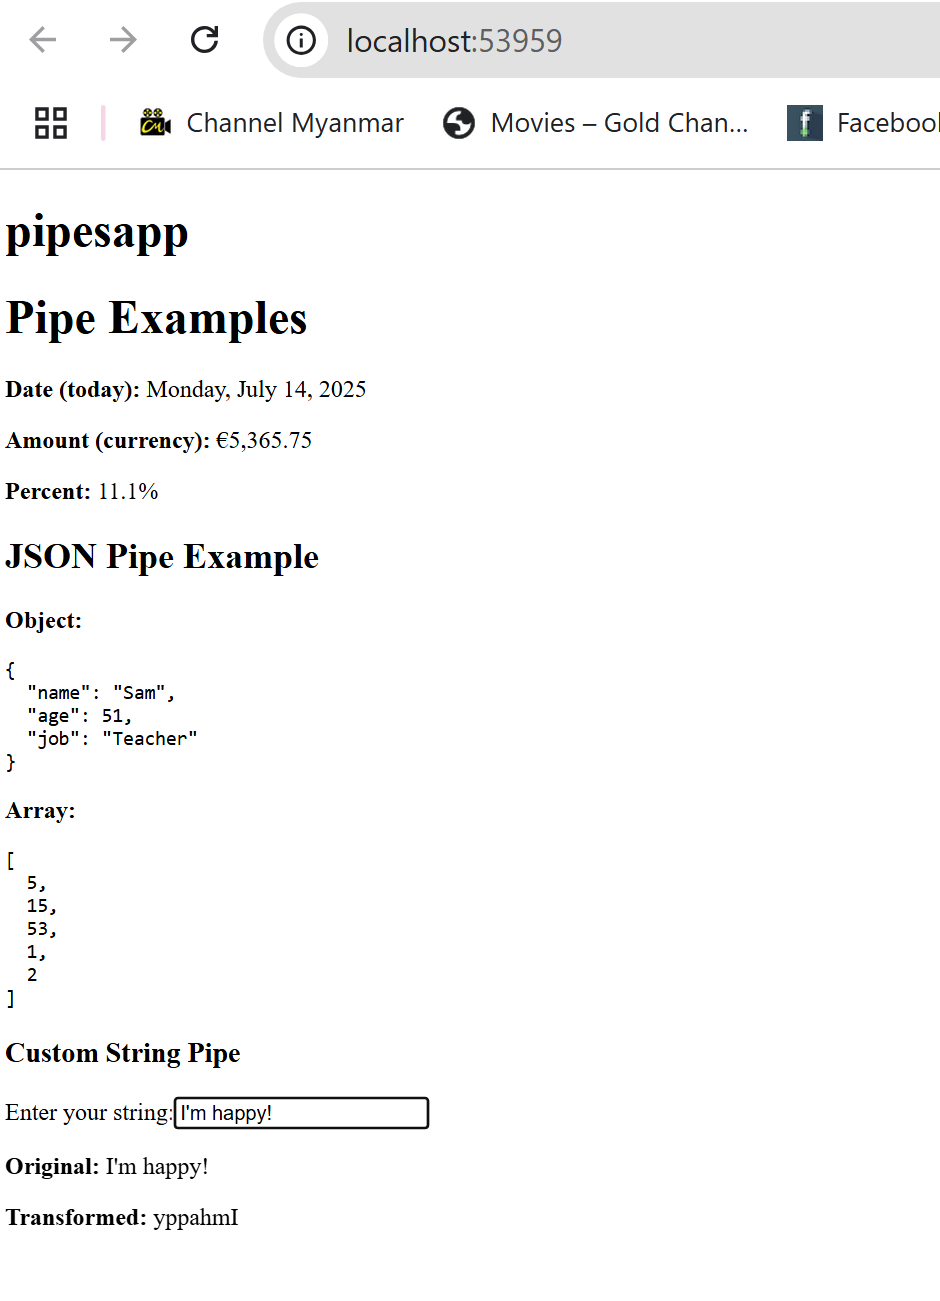 localhost:53959
Channel Myanmar Movies – Gold Chan... Facebook
pipesapp
Pipe Examples
Date (today): Monday, July 14, 2025
Amount (currency): €5,365.75
Percent: 11.1%
JSON Pipe Example
Object:
{
"name": "Sam",
"age": 51,
"job": "Teacher"
}
Array:
[
5,
15,
53,
1,
2
]
Custom String Pipe
Enter your string: I'm happy!
Original: I'm happy!
Transformed: yppahmI